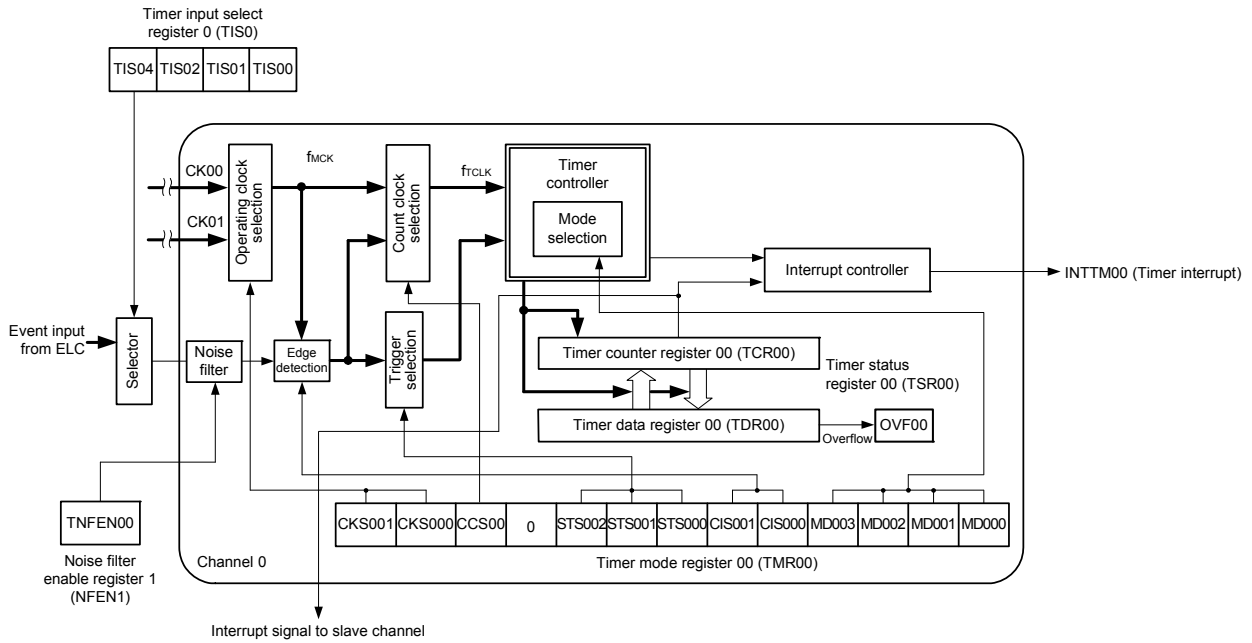 Timer input select
register 0 (TIS0)
TIS04 TIS02 TIS01 TIS00
CK00
CK01
Operating clock
selection
fMCK
Count clock
selection
fTCLK
Timer
controller
Mode
selection
Interrupt controller
INTTM00 (Timer interrupt)
Event input
from ELC
Selector
Noise
filter
Edge
detection
Trigger
selection
Timer counter register 00 (TCR00)
Timer status
register 00 (TSR00)
Timer data register 00 (TDR00)
Overflow
OVF00
TNFEN00
Noise filter
enable register 1
(NFEN1)
CKS001 CKS000 CCS00 0 STS002 STS001 STS000 CIS001 CIS000 MD003 MD002 MD001 MD000
Channel 0
Timer mode register 00 (TMR00)
Interrupt signal to slave channel